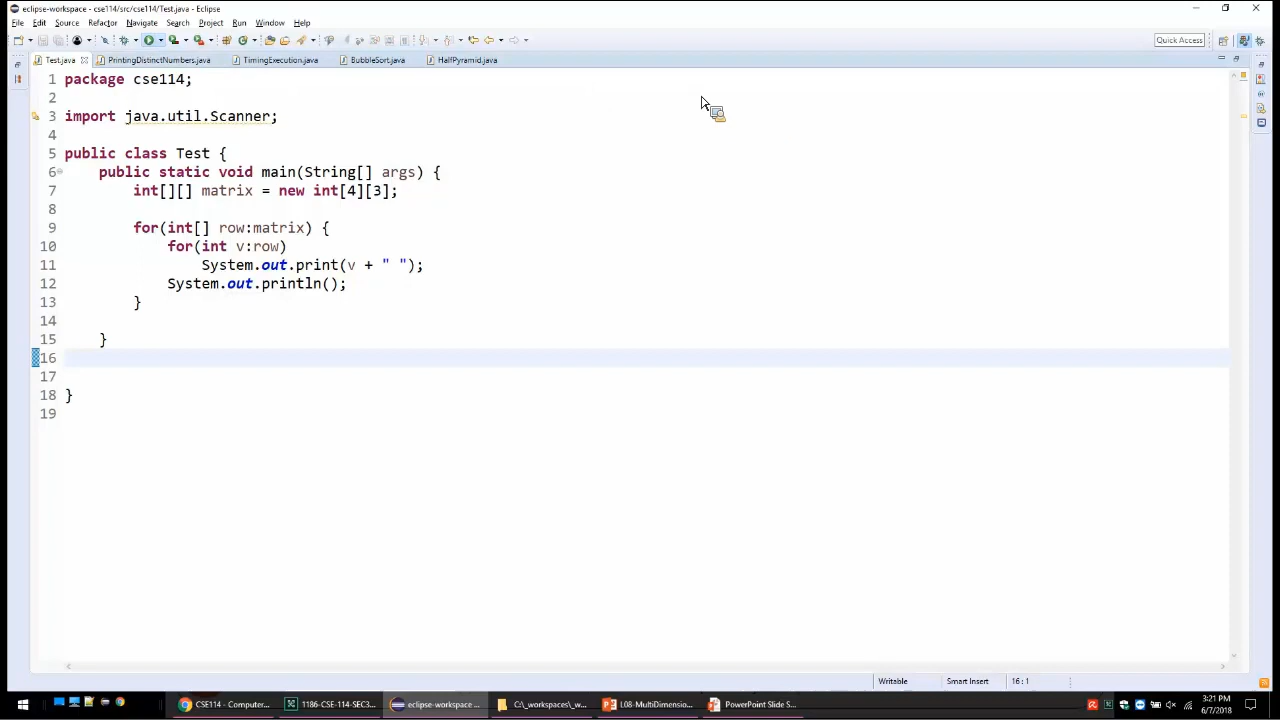 eclipse-workspace - cse114/src/cse114/Test.java - Eclipse
File Edit Source Refactor Navigate Search Project Run Window Help
Quick Access
Test.java PrintingDistinctNumbers.java TimingExecution.java BubbleSort.java HalfPyramid.java
1 package cse114;
2
3 import java.util.Scanner;
4
5 public class Test {
6 public static void main(String[] args) {
7 int[][] matrix = new int[4][3];
8
9 for(int[] row:matrix) {
10 for(int v:row)
11 System.out.print(v + " ");
12 System.out.println();
13 }
14
15 }
16
17
18 }
19
Writable Smart Insert 16 : 1
CSE114 - Computer... 1186-CSE-114-SEC3... eclipse-workspace ... C:\_workspaces\_w... L08-MultiDimensio... PowerPoint Slide S... 3:21 PM
6/7/2018